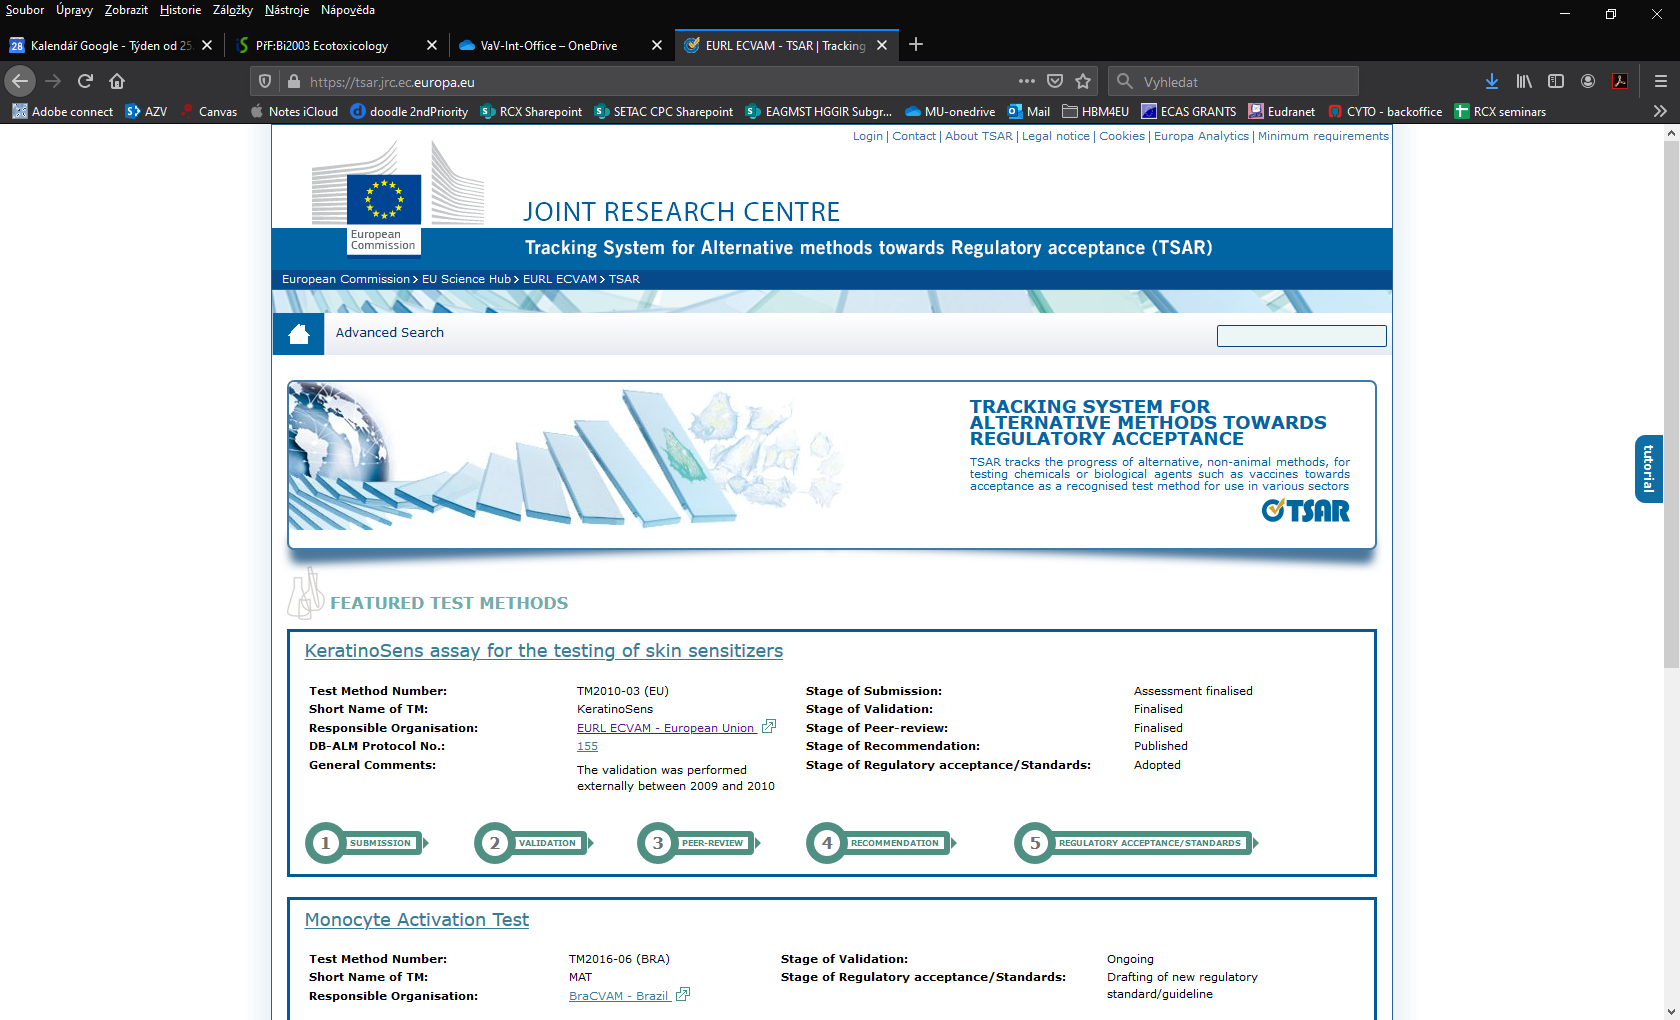 Soubor Úpravy Zobrazit Historie Záložky Nástroje Nápověda
28 Kalendář Google - Týden od 25.
PřF:Bi2003 Ecotoxicology
VaV-Int-Office – OneDrive
EURL ECVAM - TSAR | Tracking
https://tsar.jrc.ec.europa.eu
Vyhledat
Adobe connect AZV Canvas Notes iCloud doodle 2ndPriority RCX Sharepoint SETAC CPC Sharepoint EAGMST HGGIR Subgr... MU-onedrive Mail HBM4EU ECAS GRANTS Eudranet CYTO - backoffice RCX seminars
Login | Contact | About TSAR | Legal notice | Cookies | Europa Analytics | Minimum requirements
European
Commission
JOINT RESEARCH CENTRE
Tracking System for Alternative methods towards Regulatory acceptance (TSAR)
European Commission > EU Science Hub > EURL ECVAM > TSAR
Advanced Search
TRACKING SYSTEM FOR
ALTERNATIVE METHODS TOWARDS
REGULATORY ACCEPTANCE
TSAR tracks the progress of alternative, non-animal methods, for
testing chemicals or biological agents such as vaccines towards
acceptance as a recognised test method for use in various sectors
TSAR
tutorial
FEATURED TEST METHODS
KeratinoSens assay for the testing of skin sensitizers
Test Method Number: TM2010-03 (EU) Stage of Submission: Assessment finalised
Short Name of TM: KeratinoSens Stage of Validation: Finalised
Responsible Organisation: EURL ECVAM - European Union Stage of Peer-review: Finalised
DB-ALM Protocol No.: 155 Stage of Recommendation: Published
General Comments: The validation was performed Stage of Regulatory acceptance/Standards: Adopted
externally between 2009 and 2010
1 SUBMISSION 2 VALIDATION 3 PEER-REVIEW 4 RECOMMENDATION 5 REGULATORY ACCEPTANCE/STANDARDS
Monocyte Activation Test
Test Method Number: TM2016-06 (BRA) Stage of Validation: Ongoing
Short Name of TM: MAT Stage of Regulatory acceptance/Standards: Drafting of new regulatory
Responsible Organisation: BraCVAM - Brazil standard/guideline